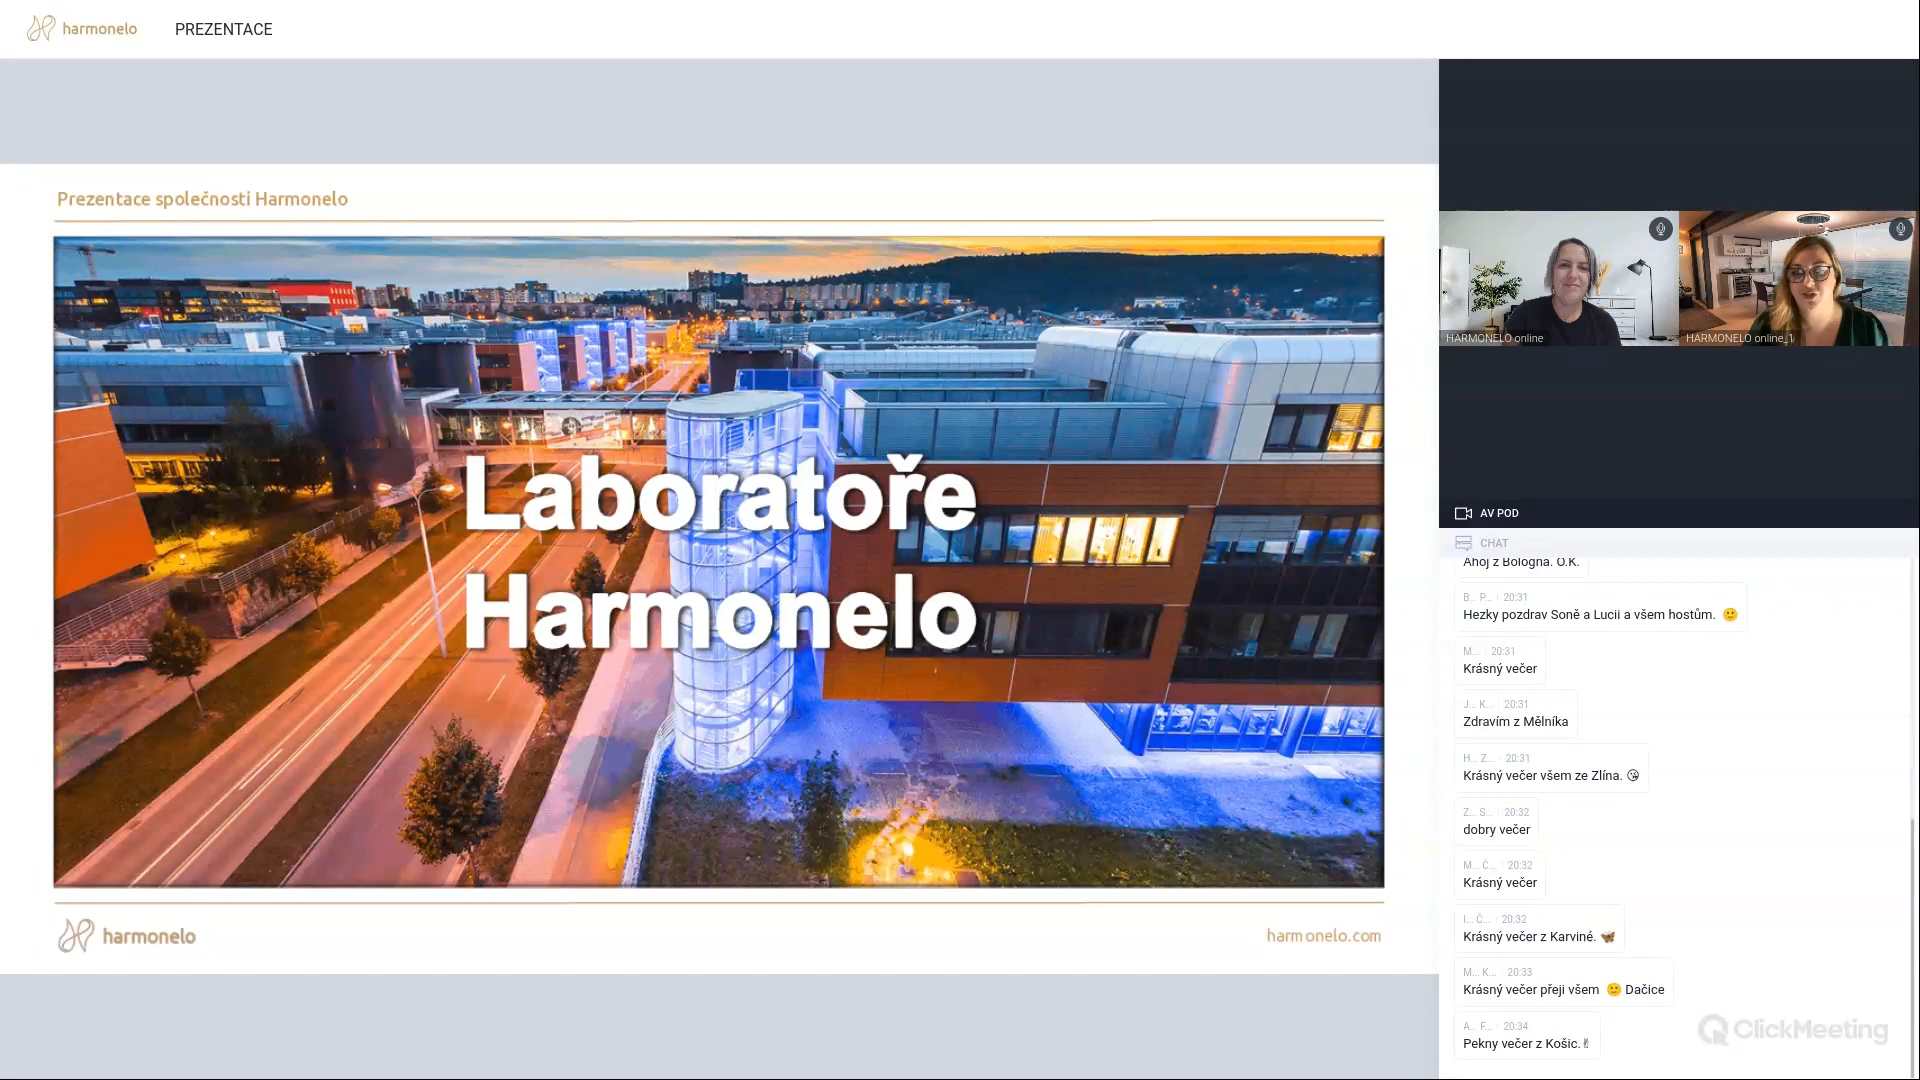 harmonelo
PREZENTACE
Prezentace společnosti Harmonelo
Laboratoře
Harmonelo
harmonelo
harmonelo.com
HARMONELO online
HARMONELO online_1
AV POD
CHAT
Ahoj z Bologna. O.K.
B... P... 20:31
Hezky pozdrav Soně a Lucii a všem hostům. 🙂
M... 20:31
Krásný večer
J... K... 20:31
Zdravím z Mělníka
H... Z... 20:31
Krásný večer všem ze Zlína. 😘
Z... S... 20:32
dobry večer
M... Č... 20:32
Krásný večer
I... Č... 20:32
Krásný večer z Karviné. 🦋
M... K... 20:33
Krásný večer přeji všem 🙂 Dačice
A... F... 20:34
Pekny večer z Košic.✌
ClickMeeting